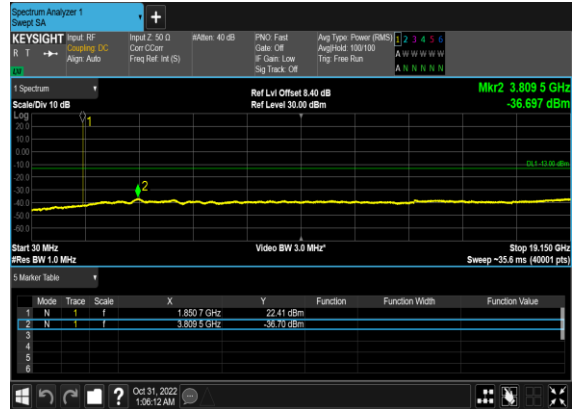 Spectrum Analyzer 1
Swept SA
+
KEYSIGHT Input: RF Input Z: 50 Ω #Atten: 40 dB PNO: Fast Avg Type: Power (RMS) 1 2 3 4 5 6
R T Coupling: DC Corr CCorr Gate: Off Avg|Hold: 100/100 A W W W W W
Align: Auto Freq Ref: Int (S) IF Gain: Low Trig: Free Run
Sig Track: Off A N N N N N
1 Spectrum Ref Lvl Offset 8.40 dB Mkr2 3.809 5 GHz
Scale/Div 10 dB Ref Level 30.00 dBm -36.697 dBm
Log
20.0
10.0
0.00
-10.0
-20.0
-30.0
-40.0
-50.0
-60.0
1
2
DL1 -13.00 dBm
Start 30 MHz Video BW 3.0 MHz* Stop 19.150 GHz
#Res BW 1.0 MHz Sweep ~35.6 ms (40001 pts)
5 Marker Table
Mode Trace Scale X Y Function Function Width Function Value
1 N 1 f 1.850 7 GHz 22.41 dBm
2 N 1 f 3.809 5 GHz -36.70 dBm
3
4
5
6
? Oct 31, 2022
1:06:12 AM